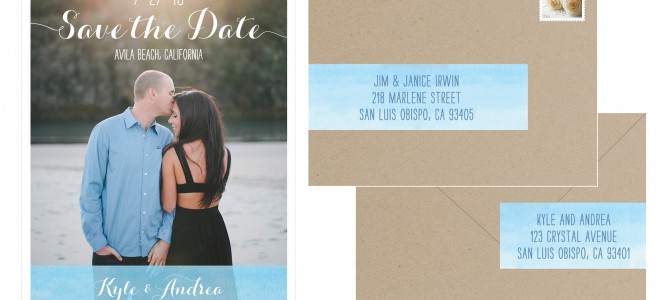 Save the Date
AVILA BEACH, CALIFORNIA
Kyle & Andrea
JIM & JANICE IRWIN
218 MARLENE STREET
SAN LUIS OBISPO, CA 93405
KYLE AND ANDREA
123 CRYSTAL AVENUE
SAN LUIS OBISPO, CA 93401